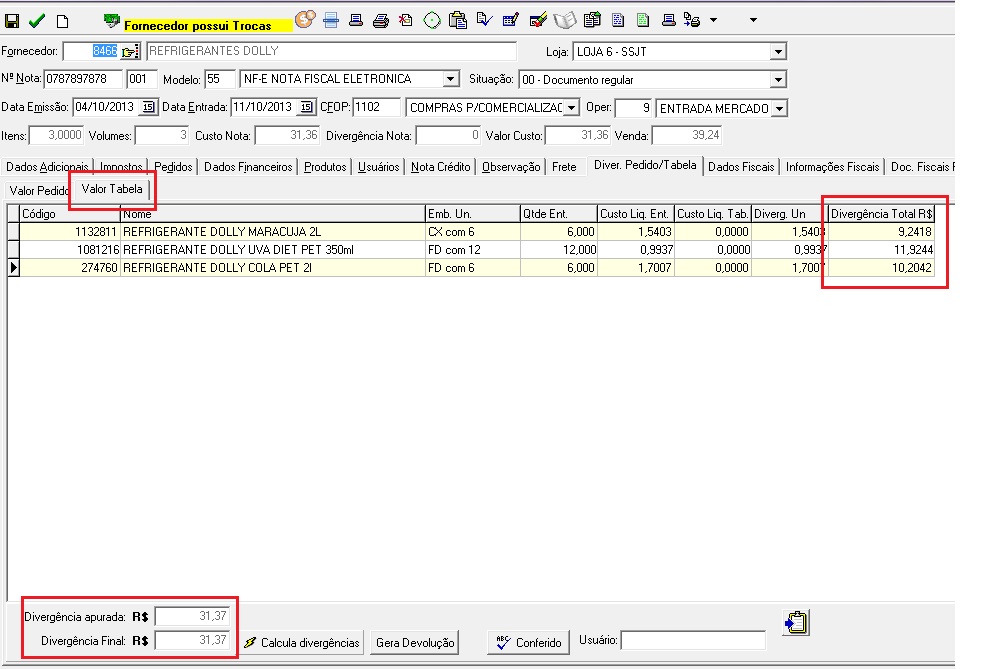 Fornecedor possui Trocas
Fornecedor: 8466 REFRIGERANTES DOLLY Loja: LOJA 6 - SSJT
Nº Nota: 0787897878 001 Modelo: 55 NF-E NOTA FISCAL ELETRONICA Situação: 00 - Documento regular
Data Emissão: 04/10/2013 15 Data Entrada: 11/10/2013 15 CFOP: 1102 COMPRAS P/COMERCIALIZAC Oper: 9 ENTRADA MERCADO
Itens: 3,0000 Volumes: 3 Custo Nota: 31,36 Divergência Nota: 0 Valor Custo: 31,36 Venda: 39,24
Dados Adicionais Impostos Pedidos Dados Financeiros Produtos Usuários Nota Crédito Observação Frete Diver. Pedido/Tabela Dados Fiscais Informações Fiscais Doc. Fiscais
Valor Pedido Valor Tabela
Código Nome Emb. Un. Qtde Ent. Custo Liq. Ent. Custo Liq. Tab. Diverg. Un Divergência Total R$
1132811 REFRIGERANTE DOLLY MARACUJA 2L CX com 6 6,000 1,5403 0,0000 1,5403 9,2418
1081216 REFRIGERANTE DOLLY UVA DIET PET 350ml FD com 12 12,000 0,9937 0,0000 0,9937 11,9244
274760 REFRIGERANTE DOLLY COLA PET 2l FD com 6 6,000 1,7007 0,0000 1,7007 10,2042
Divergência apurada: R$ 31,37
Divergência Final: R$ 31,37 Calcula divergências Gera Devolução ABC Conferido Usuário: